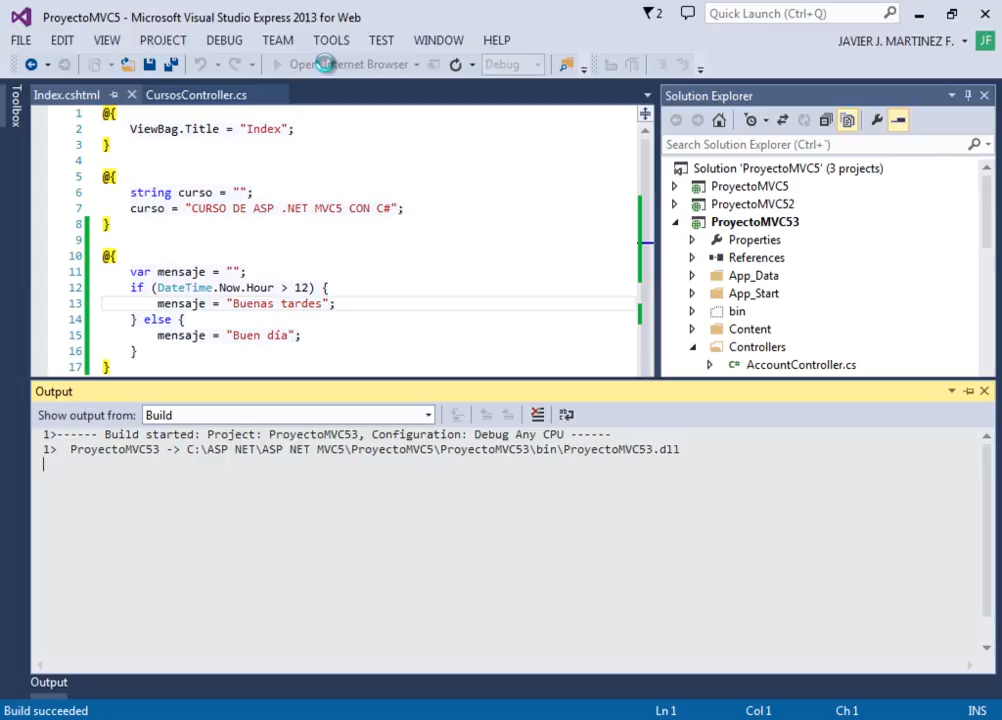 ProyectoMVC5 - Microsoft Visual Studio Express 2013 for Web
2
Quick Launch (Ctrl+Q)
FILE EDIT VIEW PROJECT DEBUG TEAM TOOLS TEST WINDOW HELP
JAVIER J. MARTINEZ F.
JF
Internet Browser
Debug
Toolbox
Index.cshtml
CursosController.cs
1 @{
2 ViewBag.Title = "Index";
3 }
4
5 @{
6 string curso = "";
7 curso = "CURSO DE ASP .NET MVC5 CON C#";
8 }
9
10 @{
11 var mensaje = "";
12 if (DateTime.Now.Hour > 12) {
13 mensaje = "Buenas tardes";
14 } else {
15 mensaje = "Buen día";
16 }
17 }
Solution Explorer
Search Solution Explorer (Ctrl+`)
Solution 'ProyectoMVC5' (3 projects)
ProyectoMVC5
ProyectoMVC52
ProyectoMVC53
Properties
References
App_Data
App_Start
bin
Content
Controllers
C# AccountController.cs
Output
Show output from: Build
1>------ Build started: Project: ProyectoMVC53, Configuration: Debug Any CPU ------
1> ProyectoMVC53 -> C:\ASP NET\ASP NET MVC5\ProyectoMVC5\ProyectoMVC53\bin\ProyectoMVC53.dll
Output
Build succeeded
Ln 1
Col 1
Ch 1
INS